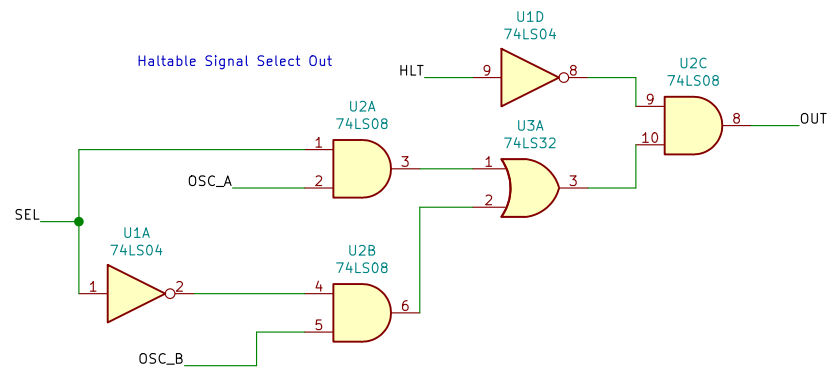 U1D
74LS04
Haltable Signal Select Out
HLT
9
8
U2C
74LS08
9
10
8
OUT
U2A
74LS08
1
2
3
OSC_A
U3A
74LS32
1
2
3
SEL
U1A
74LS04
1
2
U2B
74LS08
4
5
6
OSC_B